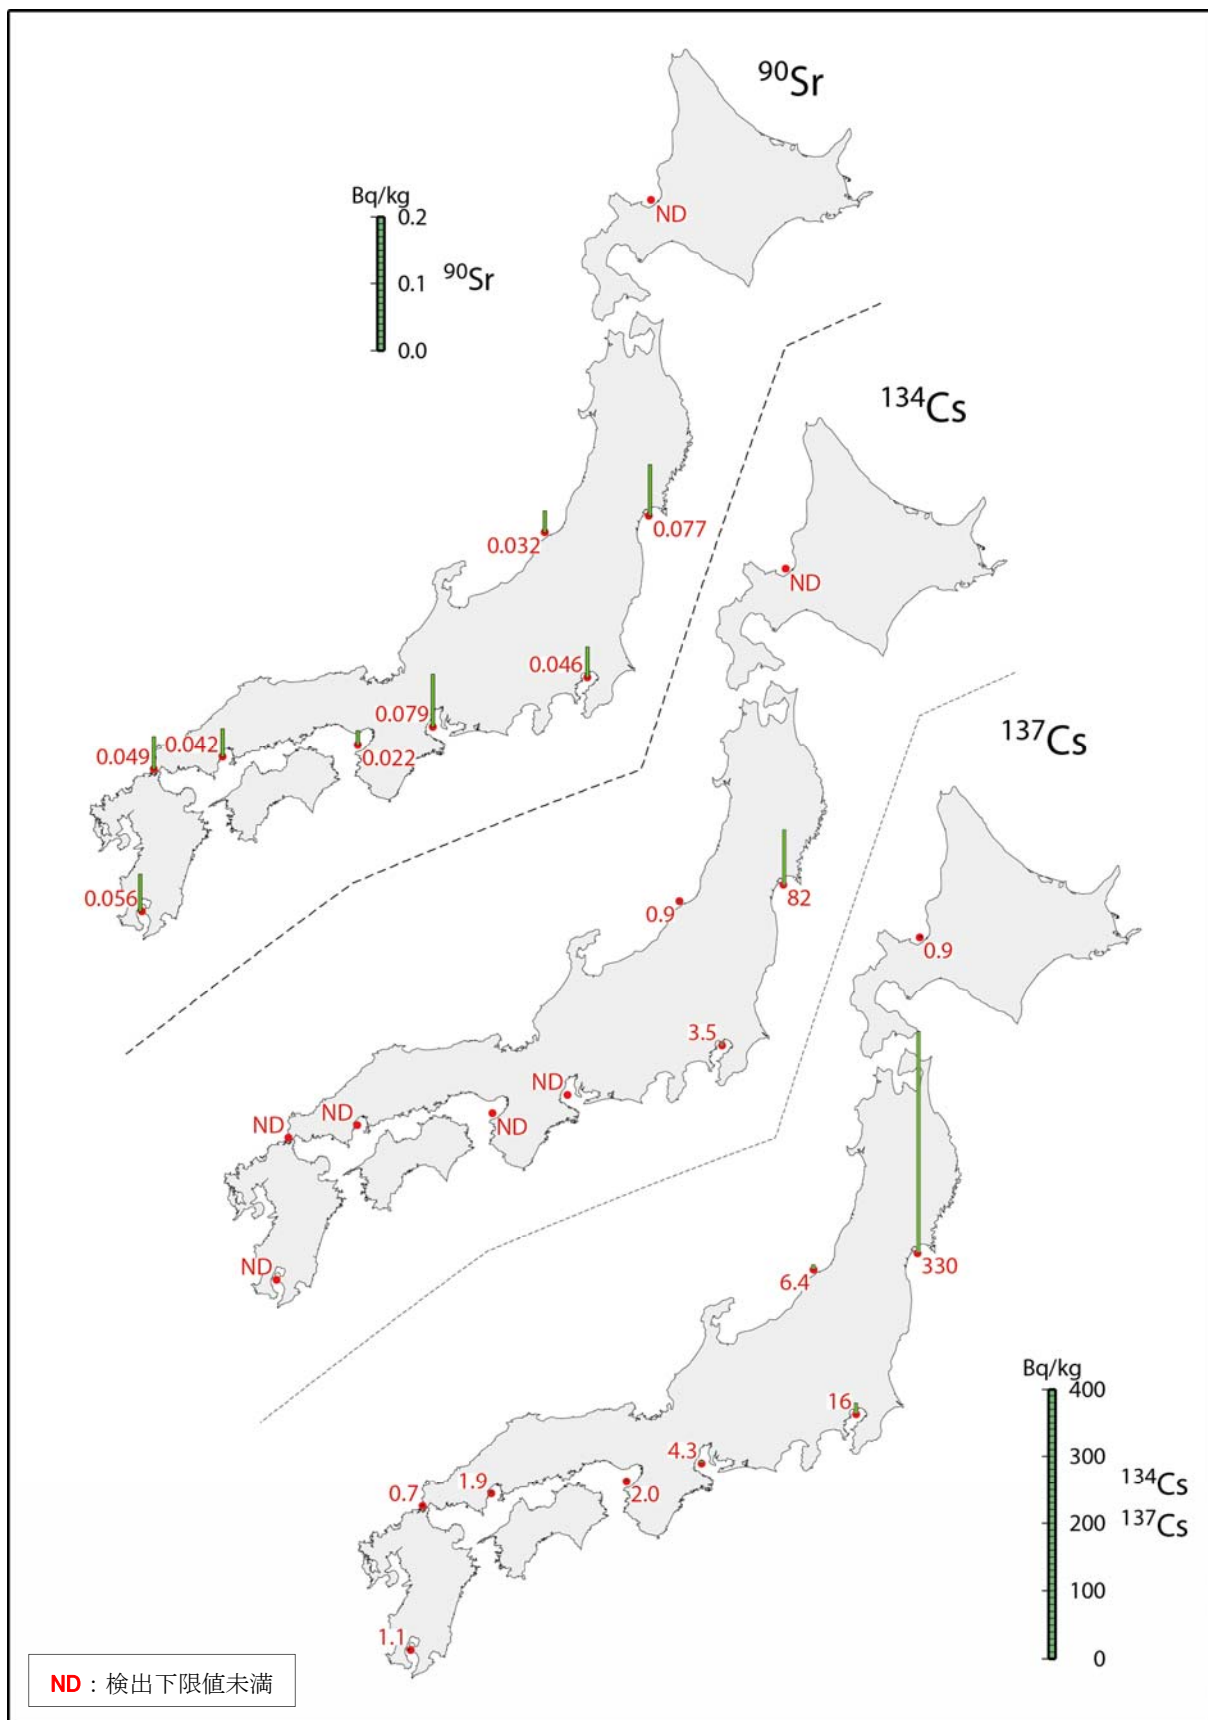 ⁹⁰Sr
Bq/kg
0.2
0.1
0.0
⁹⁰Sr
ND
0.032
0.077
0.046
0.079
0.022
0.042
0.049
0.056
¹³⁴Cs
ND
0.9
82
3.5
ND
ND
ND
ND
ND
¹³⁷Cs
0.9
6.4
330
16
4.3
2.0
1.9
0.7
1.1
Bq/kg
400
300
200
100
0
¹³⁴Cs
¹³⁷Cs
ND：検出下限値未満